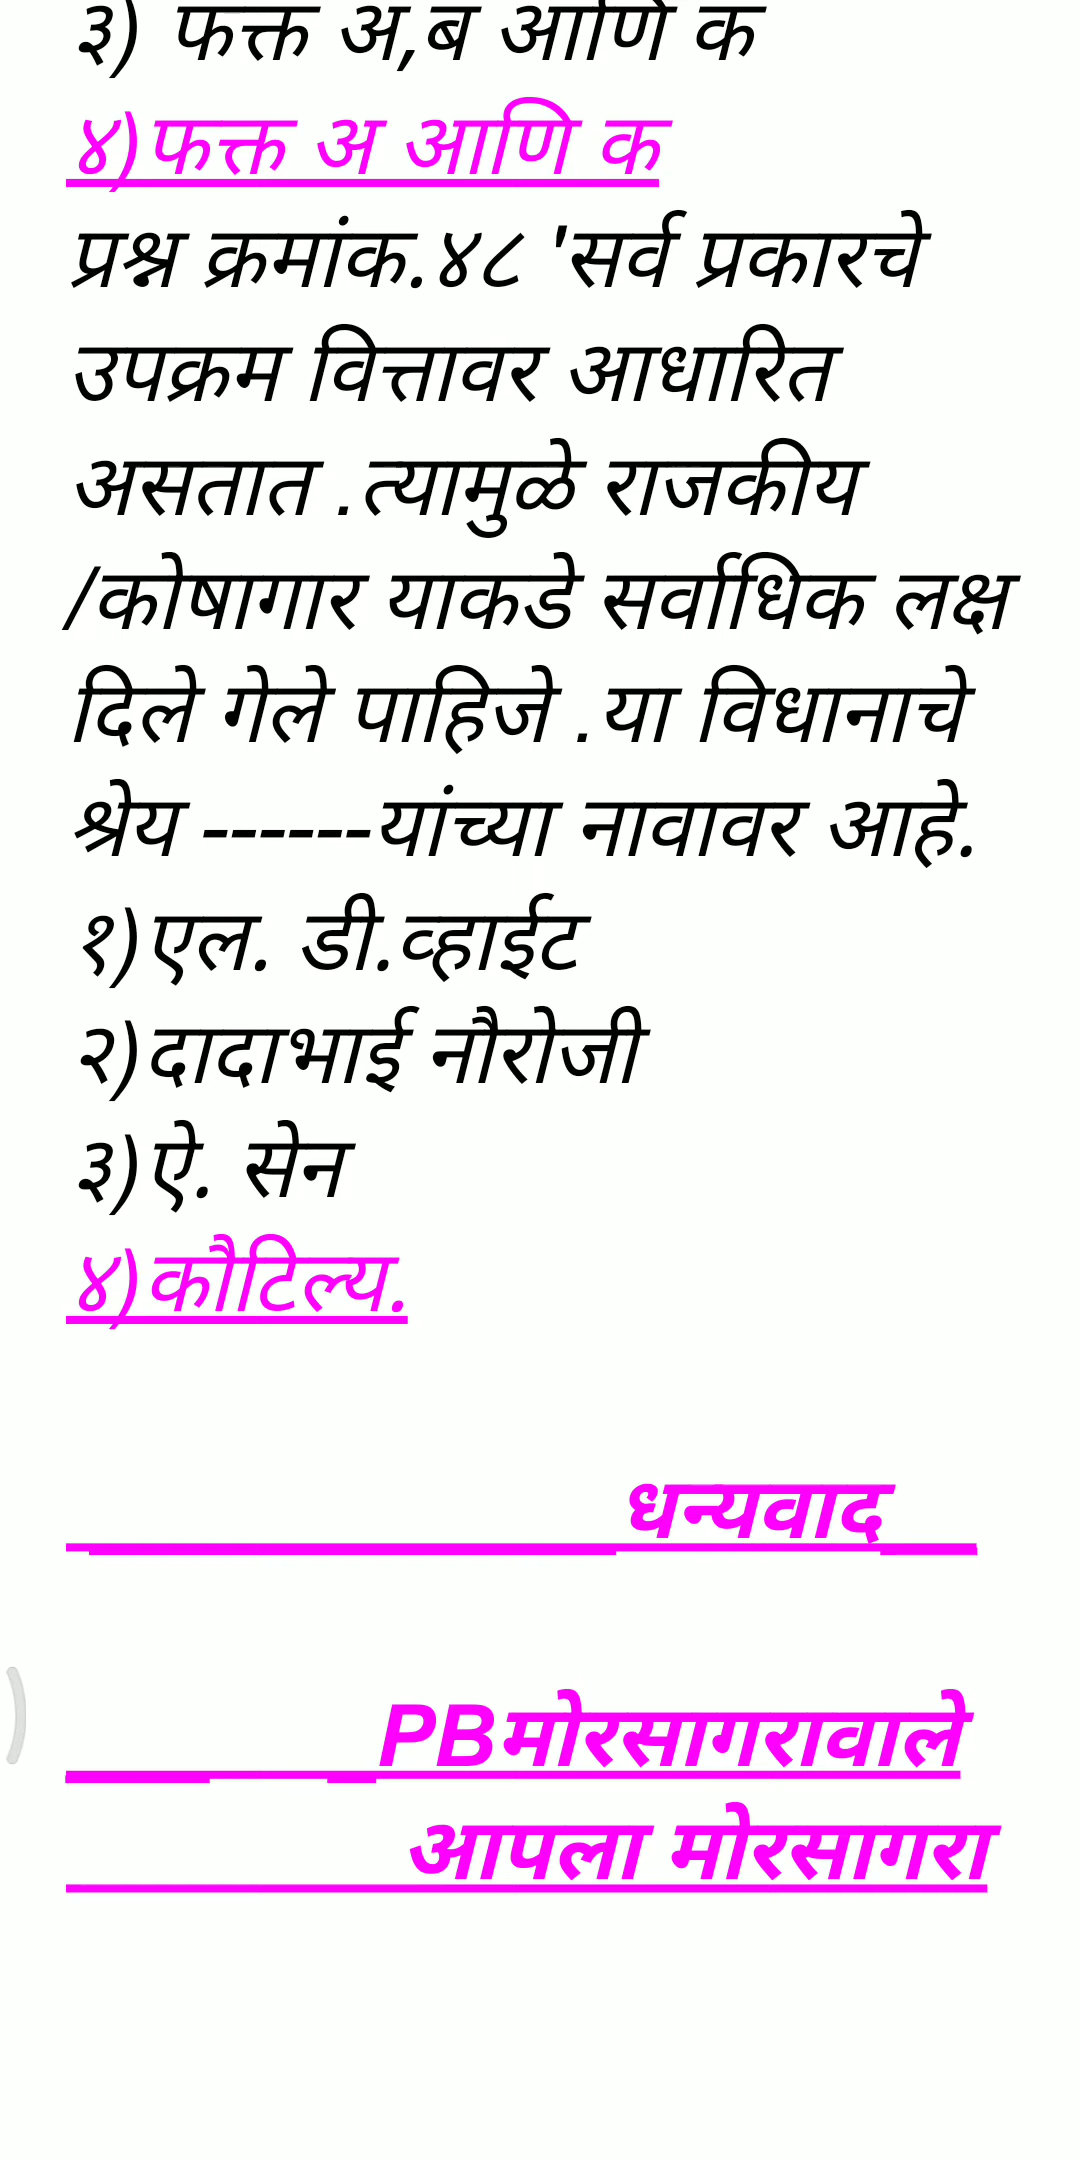 ३) फक्त अ,ब आणि क
४)फक्त अ आणि क
प्रश्न क्रमांक.४८ 'सर्व प्रकारचे
उपक्रम वित्तावर आधारित
असतात .त्यामुळे राजकीय
/कोषागार याकडे सर्वाधिक लक्ष
दिले गेले पाहिजे .या विधानाचे
श्रेय ------यांच्या नावावर आहे.
१)एल. डी.व्हाईट
२)दादाभाई नौरोजी
३)ऐ. सेन
४)कौटिल्य.
धन्यवाद
PBमोरसागरावाले
आपला मोरसागरा